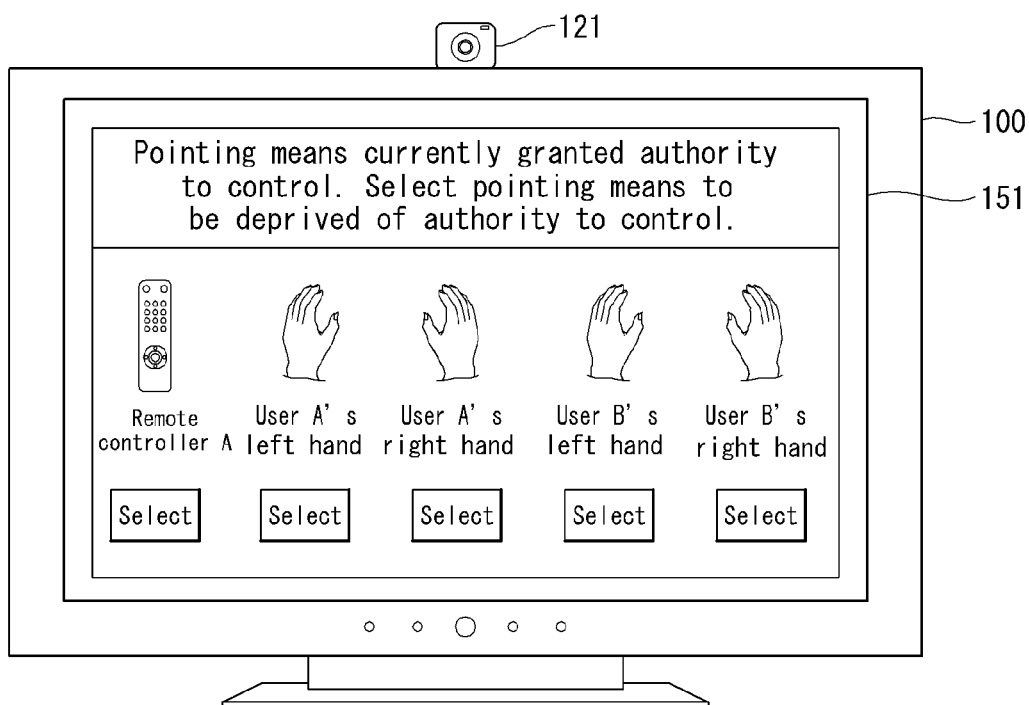 121
100
151
Pointing means currently granted authority
to control. Select pointing means to
be deprived of authority to control.
Remote
controller A
User A's
left hand
User A's
right hand
User B's
left hand
User B's
right hand
Select
Select
Select
Select
Select